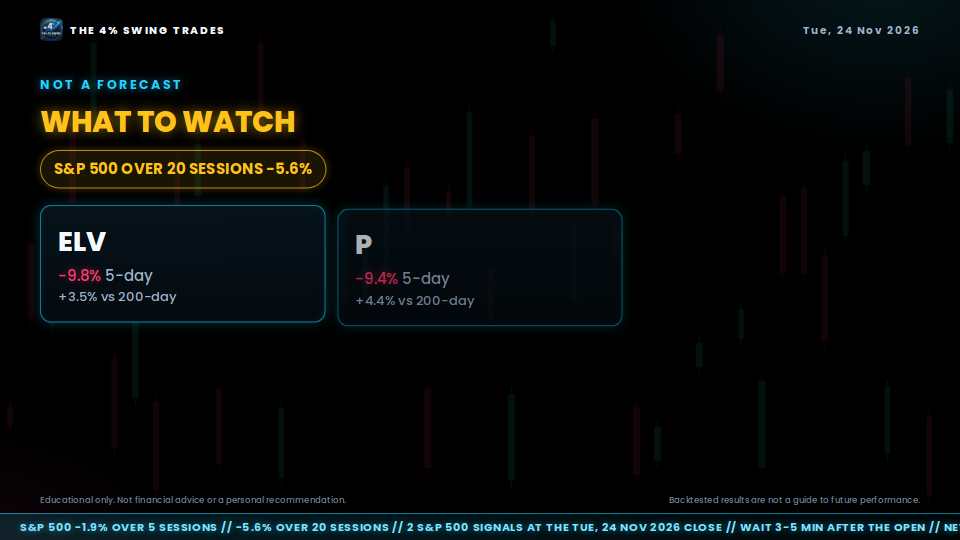 THE 4% SWING TRADES
Tue, 24 Nov 2026
NOT A FORECAST
WHAT TO WATCH
S&P 500 OVER 20 SESSIONS -5.6%
ELV
-9.8% 5-day
+3.5% vs 200-day
P
-9.4% 5-day
+4.4% vs 200-day
Educational only. Not financial advice or a personal recommendation.
Backtested results are not a guide to future performance.
S&P 500 -1.9% OVER 5 SESSIONS // -5.6% OVER 20 SESSIONS // 2 S&P 500 SIGNALS AT THE TUE, 24 NOV 2026 CLOSE // WAIT 3-5 MIN AFTER THE OPEN //